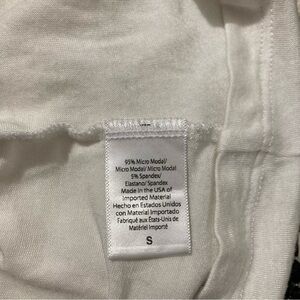 95% Micro Modal/
Micro Modal/ Micro Modal
5% Spandex/
Elastano/ Spandex
Made in the USA of
Imported Material
Hecho en Estados Unidos
con Material Importado
Fabriqué aux États-Unis de
Matériel Importé
S